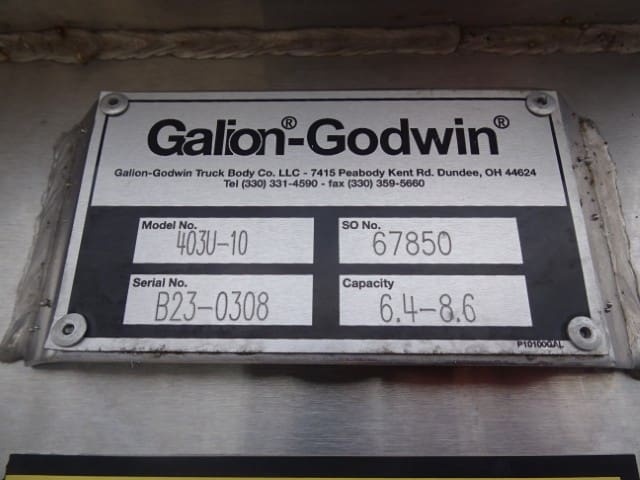 Galion®-Godwin®
Galion-Godwin Truck Body Co. LLC - 7415 Peabody Kent Rd. Dundee, OH 44624
Tel (330) 331-4590 - fax (330) 359-5660
Model No.
403U-10
SO No.
67850
Serial No.
B23-0308
Capacity
6.4-8.6